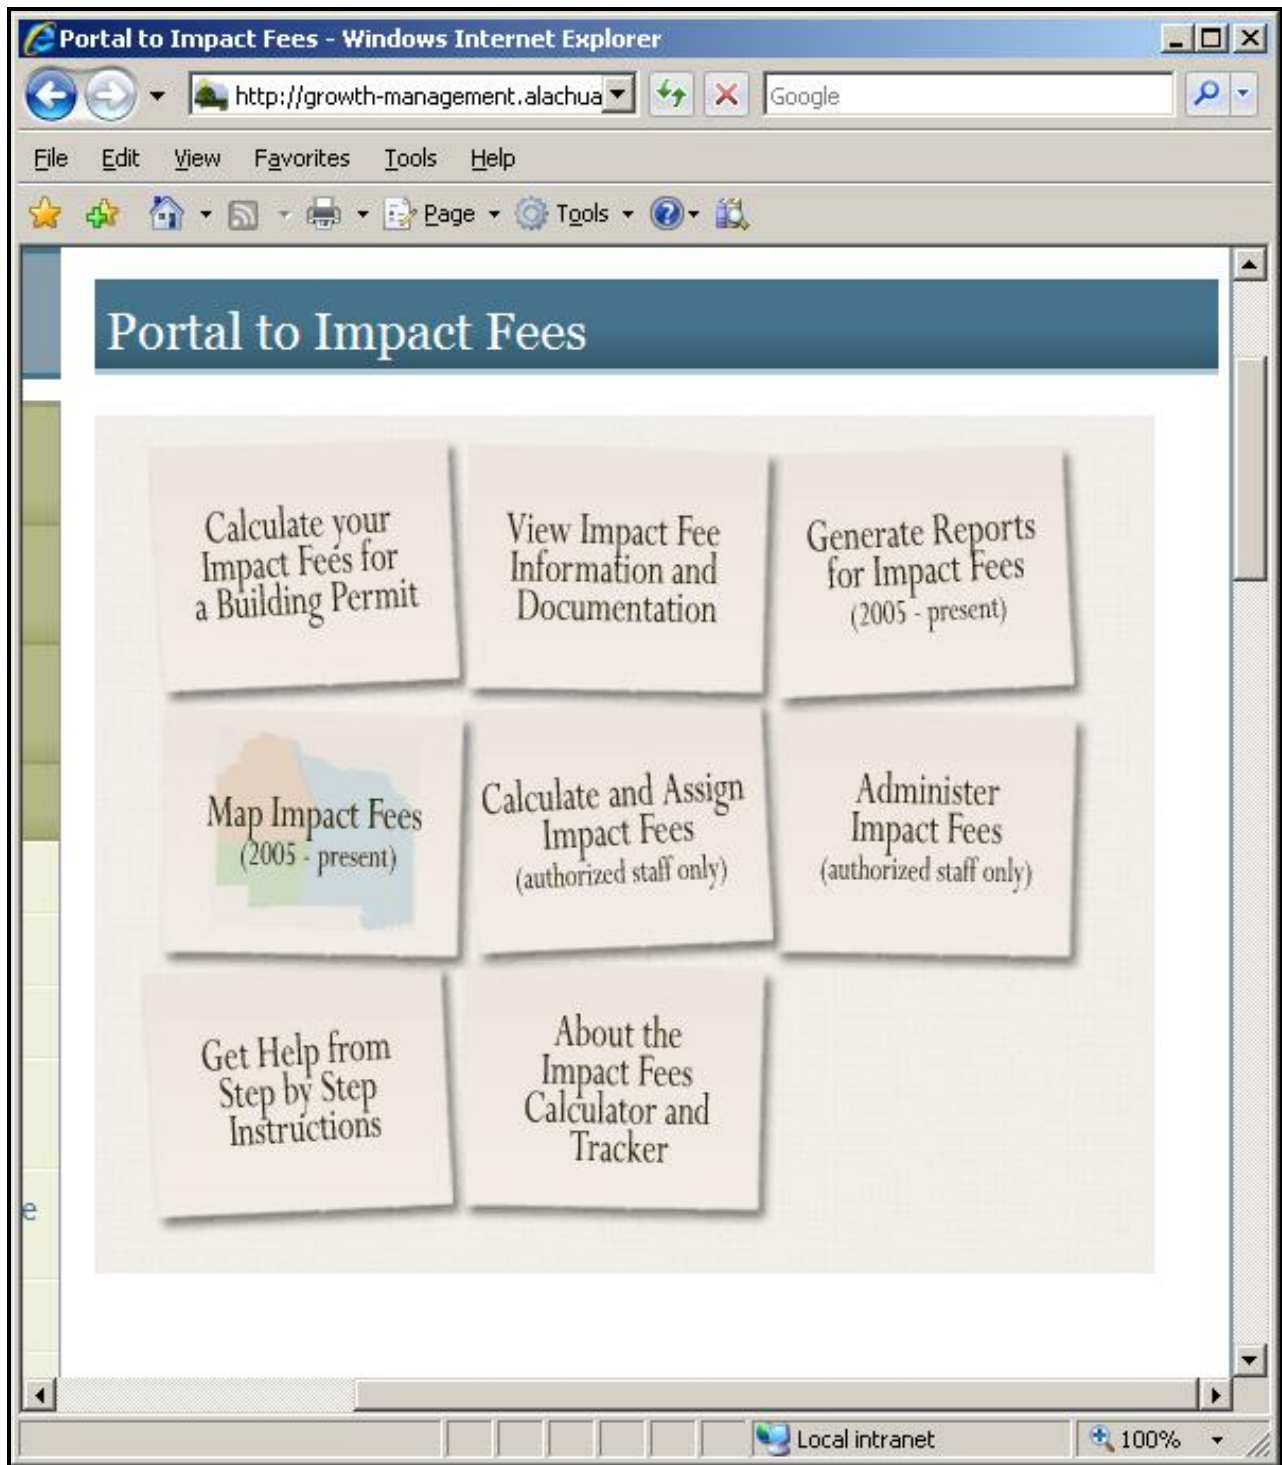 Portal to Impact Fees - Windows Internet Explorer
http://growth-management.alachua
Google
File Edit View Favorites Tools Help
Page Tools
Portal to Impact Fees
Calculate your
Impact Fees for
a Building Permit
View Impact Fee
Information and
Documentation
Generate Reports
for Impact Fees
(2005 - present)
Map Impact Fees
(2005 - present)
Calculate and Assign
Impact Fees
(authorized staff only)
Administer
Impact Fees
(authorized staff only)
Get Help from
Step by Step
Instructions
About the
Impact Fees
Calculator and
Tracker
e
Local intranet
100%